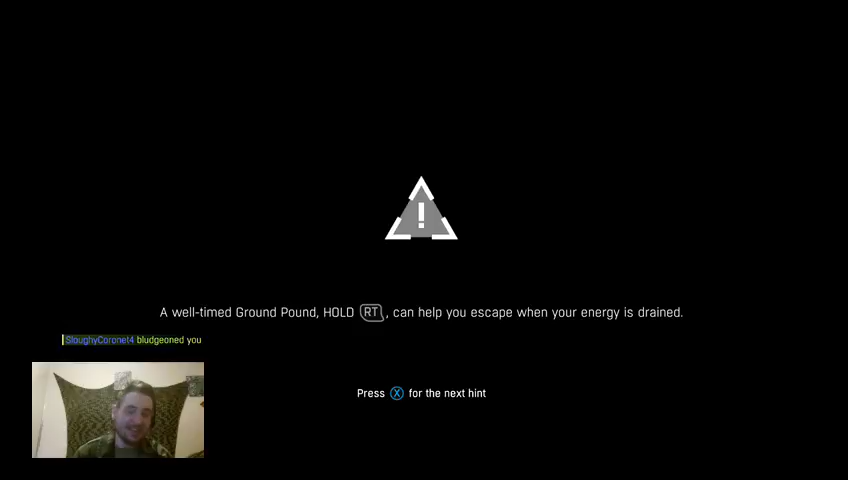 !
A well-timed Ground Pound, HOLD RT, can help you escape when your energy is drained.
SloughyCoronet4 bludgeoned you
Press X for the next hint